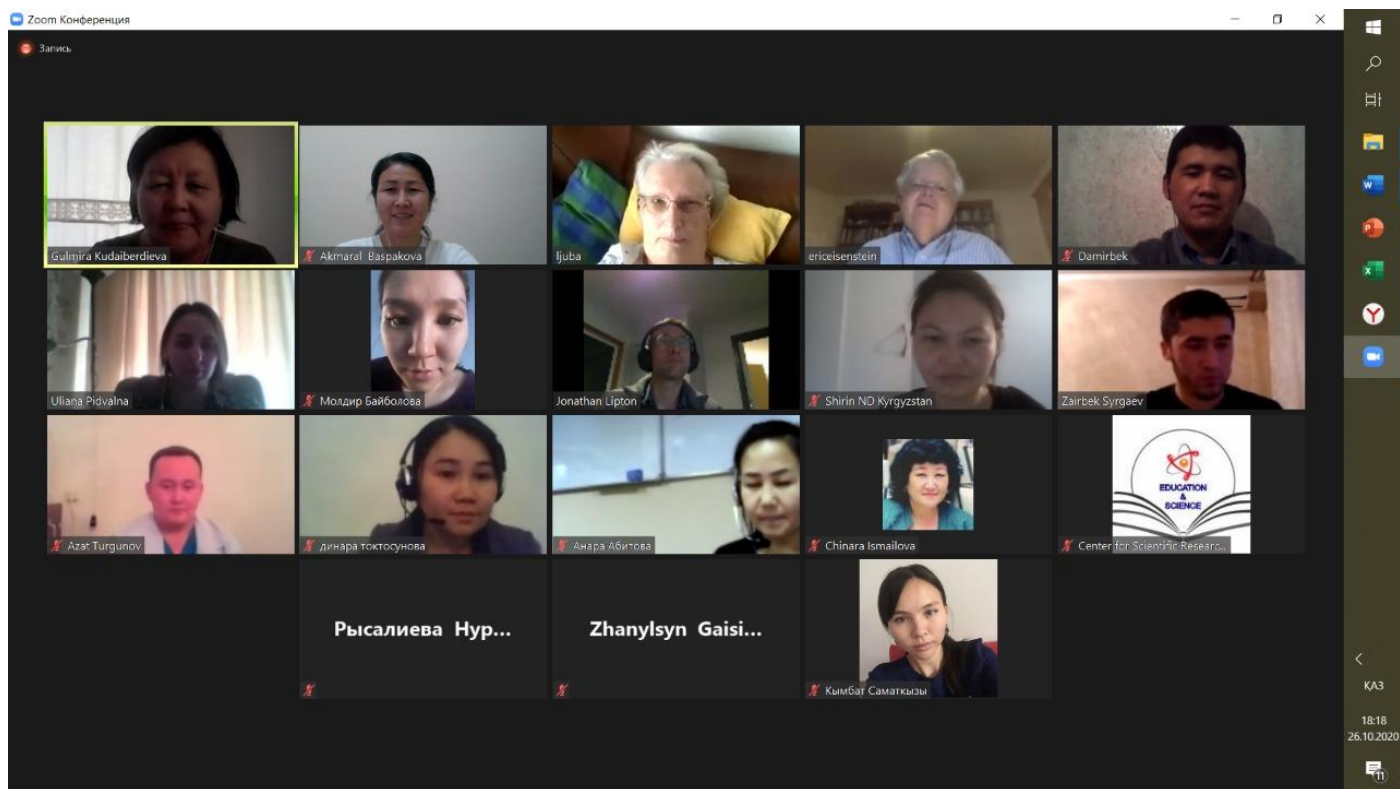 Zoom Конференция
Запись
Gulmira Kudaiberdieva
Akmaral Baspakova
ljuba
ericeisenstein
Damirbek
Uliana Pidvalna
Молдир Байболова
Jonathan Lipton
Shirin ND Kyrgyzstan
Zairbek Syrgaev
Azat Turgunov
динара токтосунова
Анара Абитова
Chinara Ismailova
EDUCATION
&
SCIENCE
Center for Scientific Researc...
Рысалиева Нур...
Zhanylsyn Gaisi...
Кымбат Саматкызы
ҚАЗ
18:18
26.10.2020
11